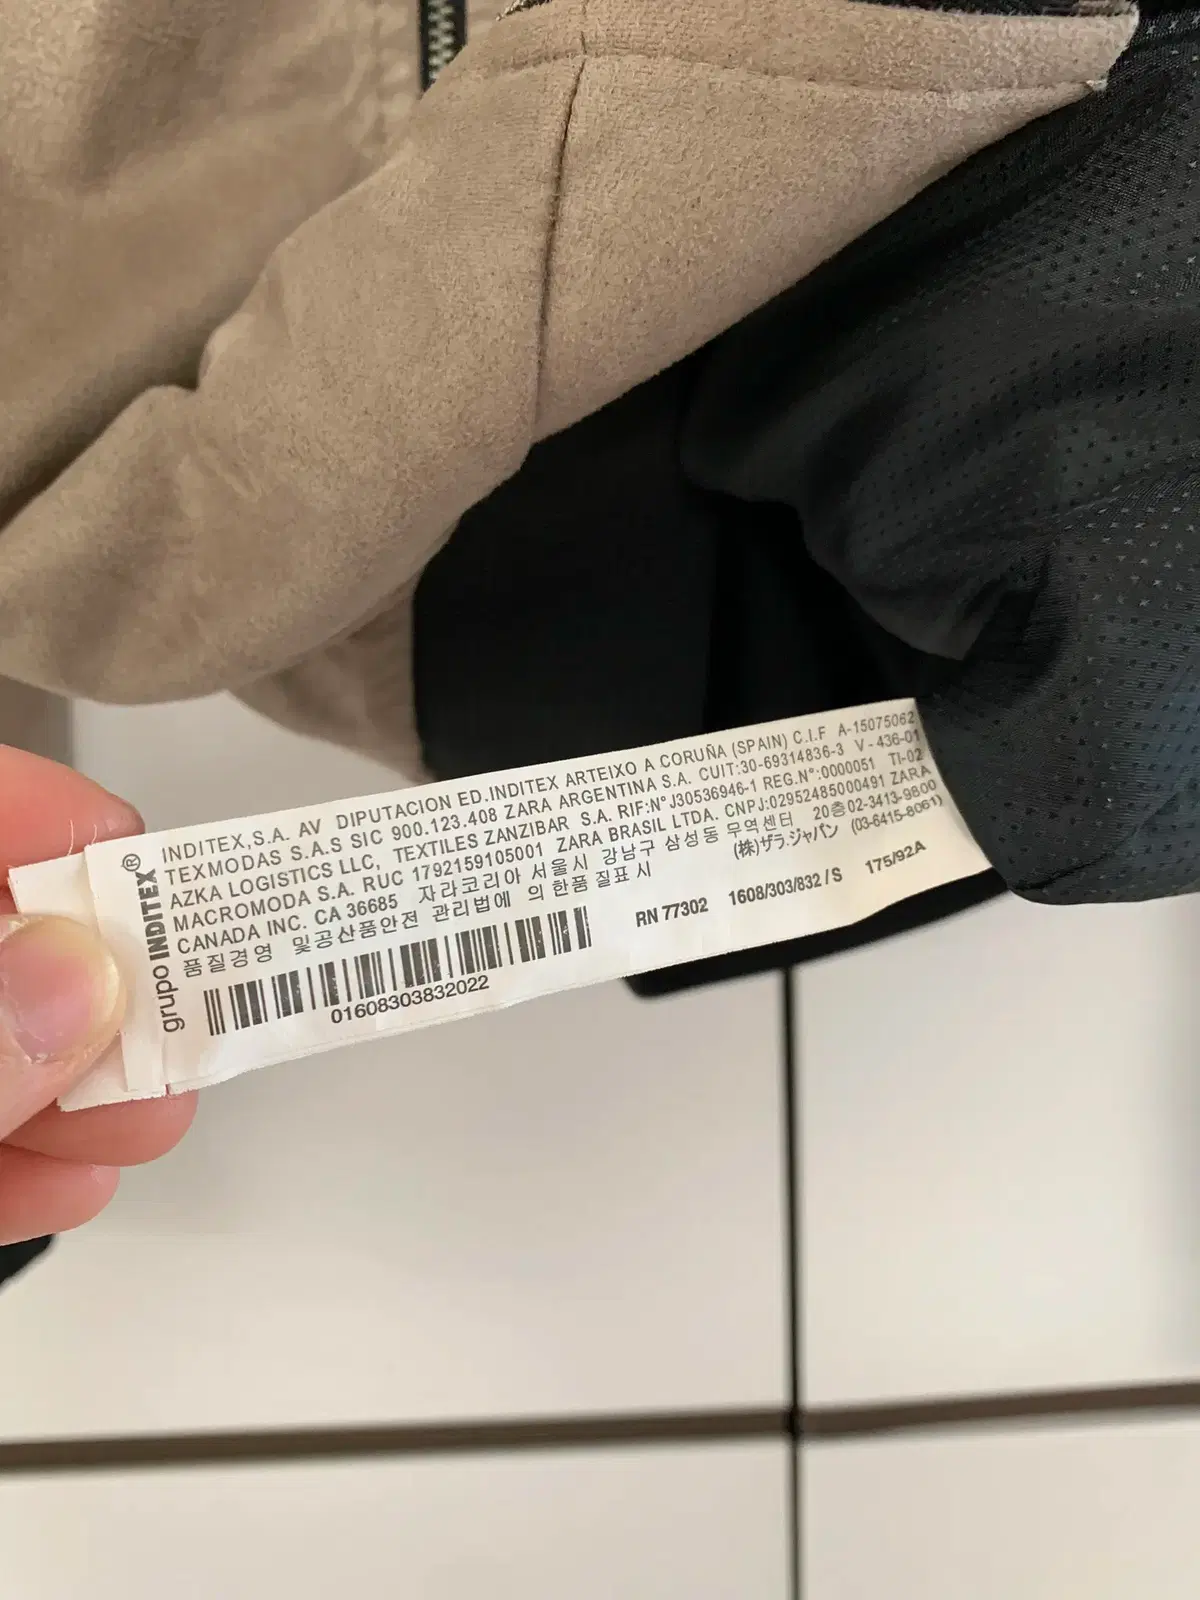 grupo INDITEX®
INDITEX,S.A. AV DIPUTACION ED.INDITEX ARTEIXO A CORUÑA (SPAIN) C.I.F A-15075062
TEXMODAS S.A.S SIC 900.123.408 ZARA ARGENTINA S.A. CUIT:30-69314836-3 V-436-01
AZKA LOGISTICS LLC, TEXTILES ZANZIBAR S.A. RIF:N°J30536946-1 REG.N°:0000051 TI-02
MACROMODA S.A. RUC 1792159105001 ZARA BRASIL LTDA. CNPJ:02952485000491 ZARA
CANADA INC. CA 36685 자라코리아 서울시 강남구 삼성동 무역센터 20층02-3413-9800
품질경영 및공산품안전 관리법에 의한품질표시 (株)ザラ.ジャパン (03-6415-8061)
01608303832022
RN 77302 1608/303/832/S 175/92A